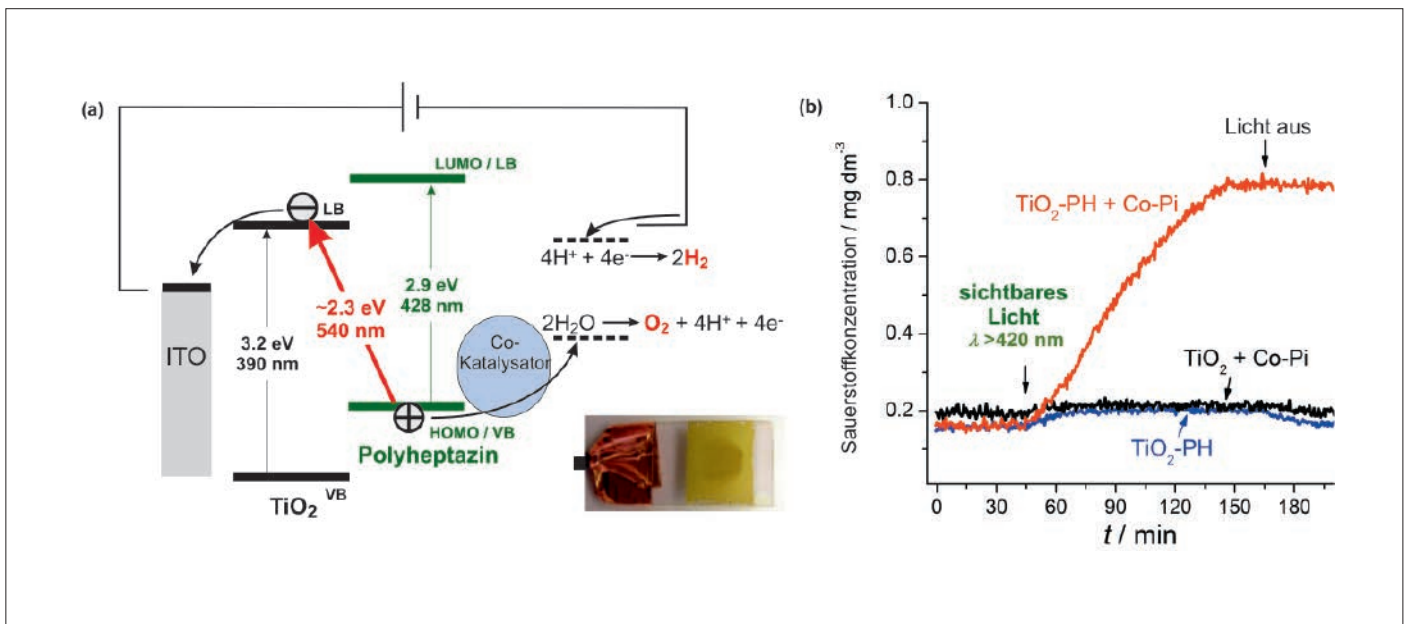 (a)
LUMO / LB
LB
4H⁺ + 4e⁻ → 2H₂
2.9 eV
428 nm
~2.3 eV
540 nm
3.2 eV
390 nm
ITO
2H₂O → O₂ + 4H⁺ + 4e⁻
Co-
Katalysator
HOMO / VB
Polyheptazin
VB
TiO₂
(b)
Sauerstoffkonzentration / mg dm⁻³
1.0
0.8
0.6
0.4
0.2
Licht aus
TiO₂-PH + Co-Pi
sichtbares
Licht
λ >420 nm
TiO₂ + Co-Pi
TiO₂-PH
0 30 60 90 120 150 180
t / min